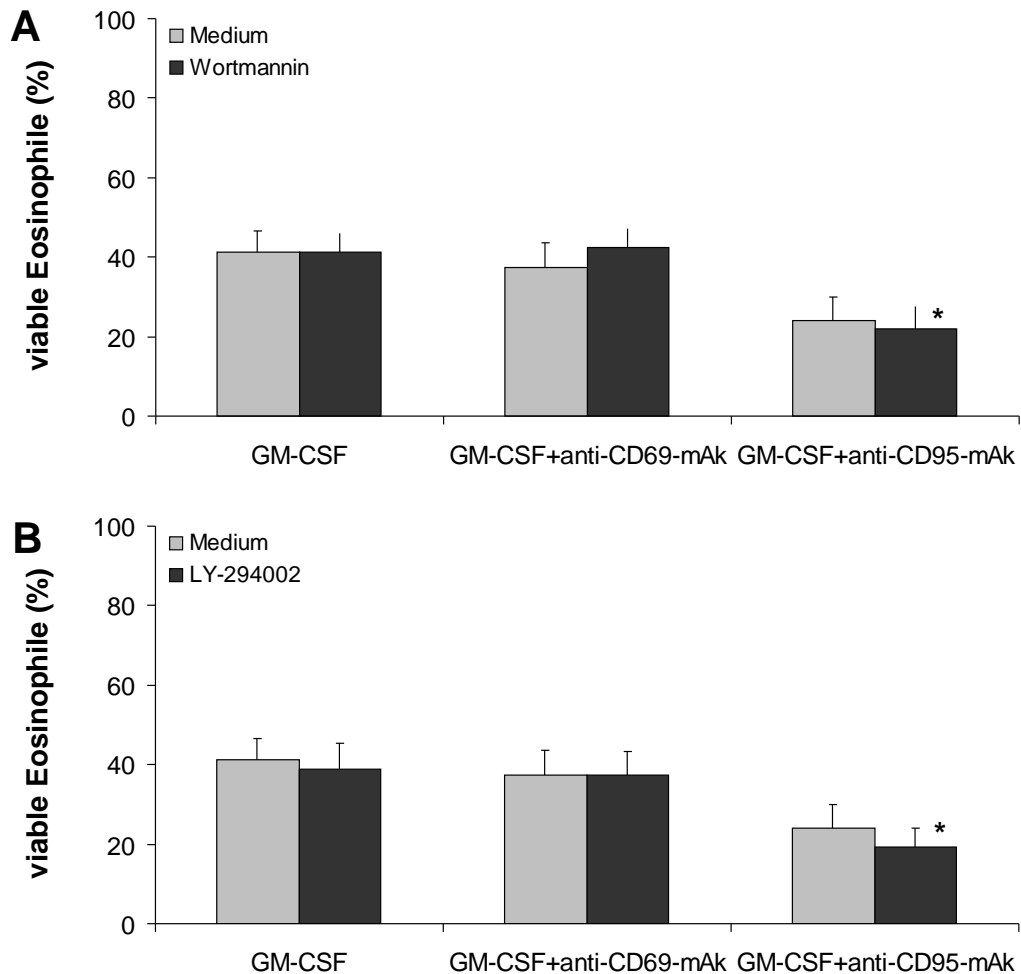 A
viable Eosinophile (%)
100
80
60
40
20
0
Medium
Wortmannin
*
GM-CSF GM-CSF+anti-CD69-mAk GM-CSF+anti-CD95-mAk
B
viable Eosinophile (%)
100
80
60
40
20
0
Medium
LY-294002
*
GM-CSF GM-CSF+anti-CD69-mAk GM-CSF+anti-CD95-mAk